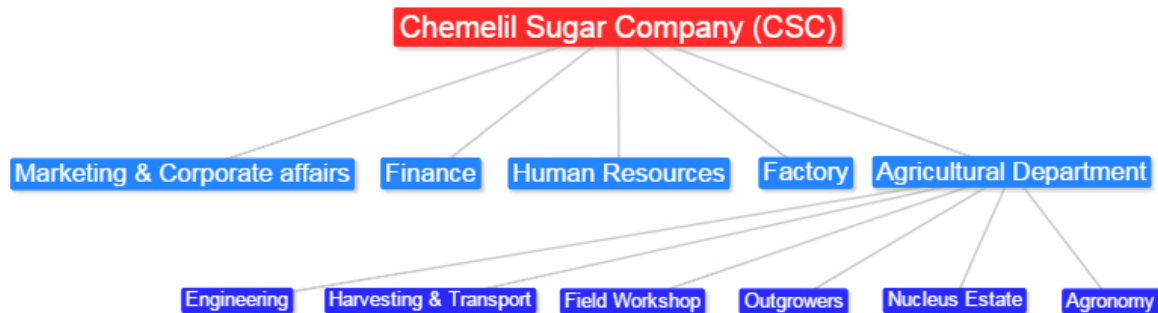 Chemelil Sugar Company (CSC)
Marketing & Corporate affairs
Finance
Human Resources
Factory
Agricultural Department
Engineering
Harvesting & Transport
Field Workshop
Outgrowers
Nucleus Estate
Agronomy